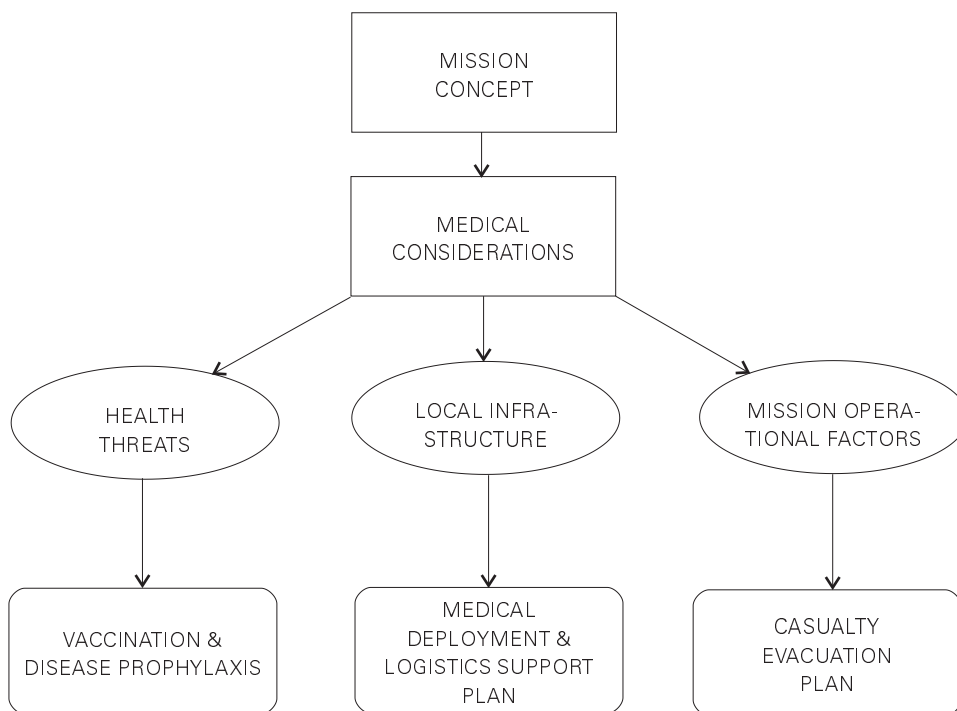 MISSION
CONCEPT
MEDICAL
CONSIDERATIONS
HEALTH
THREATS
LOCAL INFRA-
STRUCTURE
MISSION OPERA-
TIONAL FACTORS
VACCINATION &
DISEASE PROPHYLAXIS
MEDICAL
DEPLOYMENT &
LOGISTICS SUPPORT
PLAN
CASUALTY
EVACUATION
PLAN